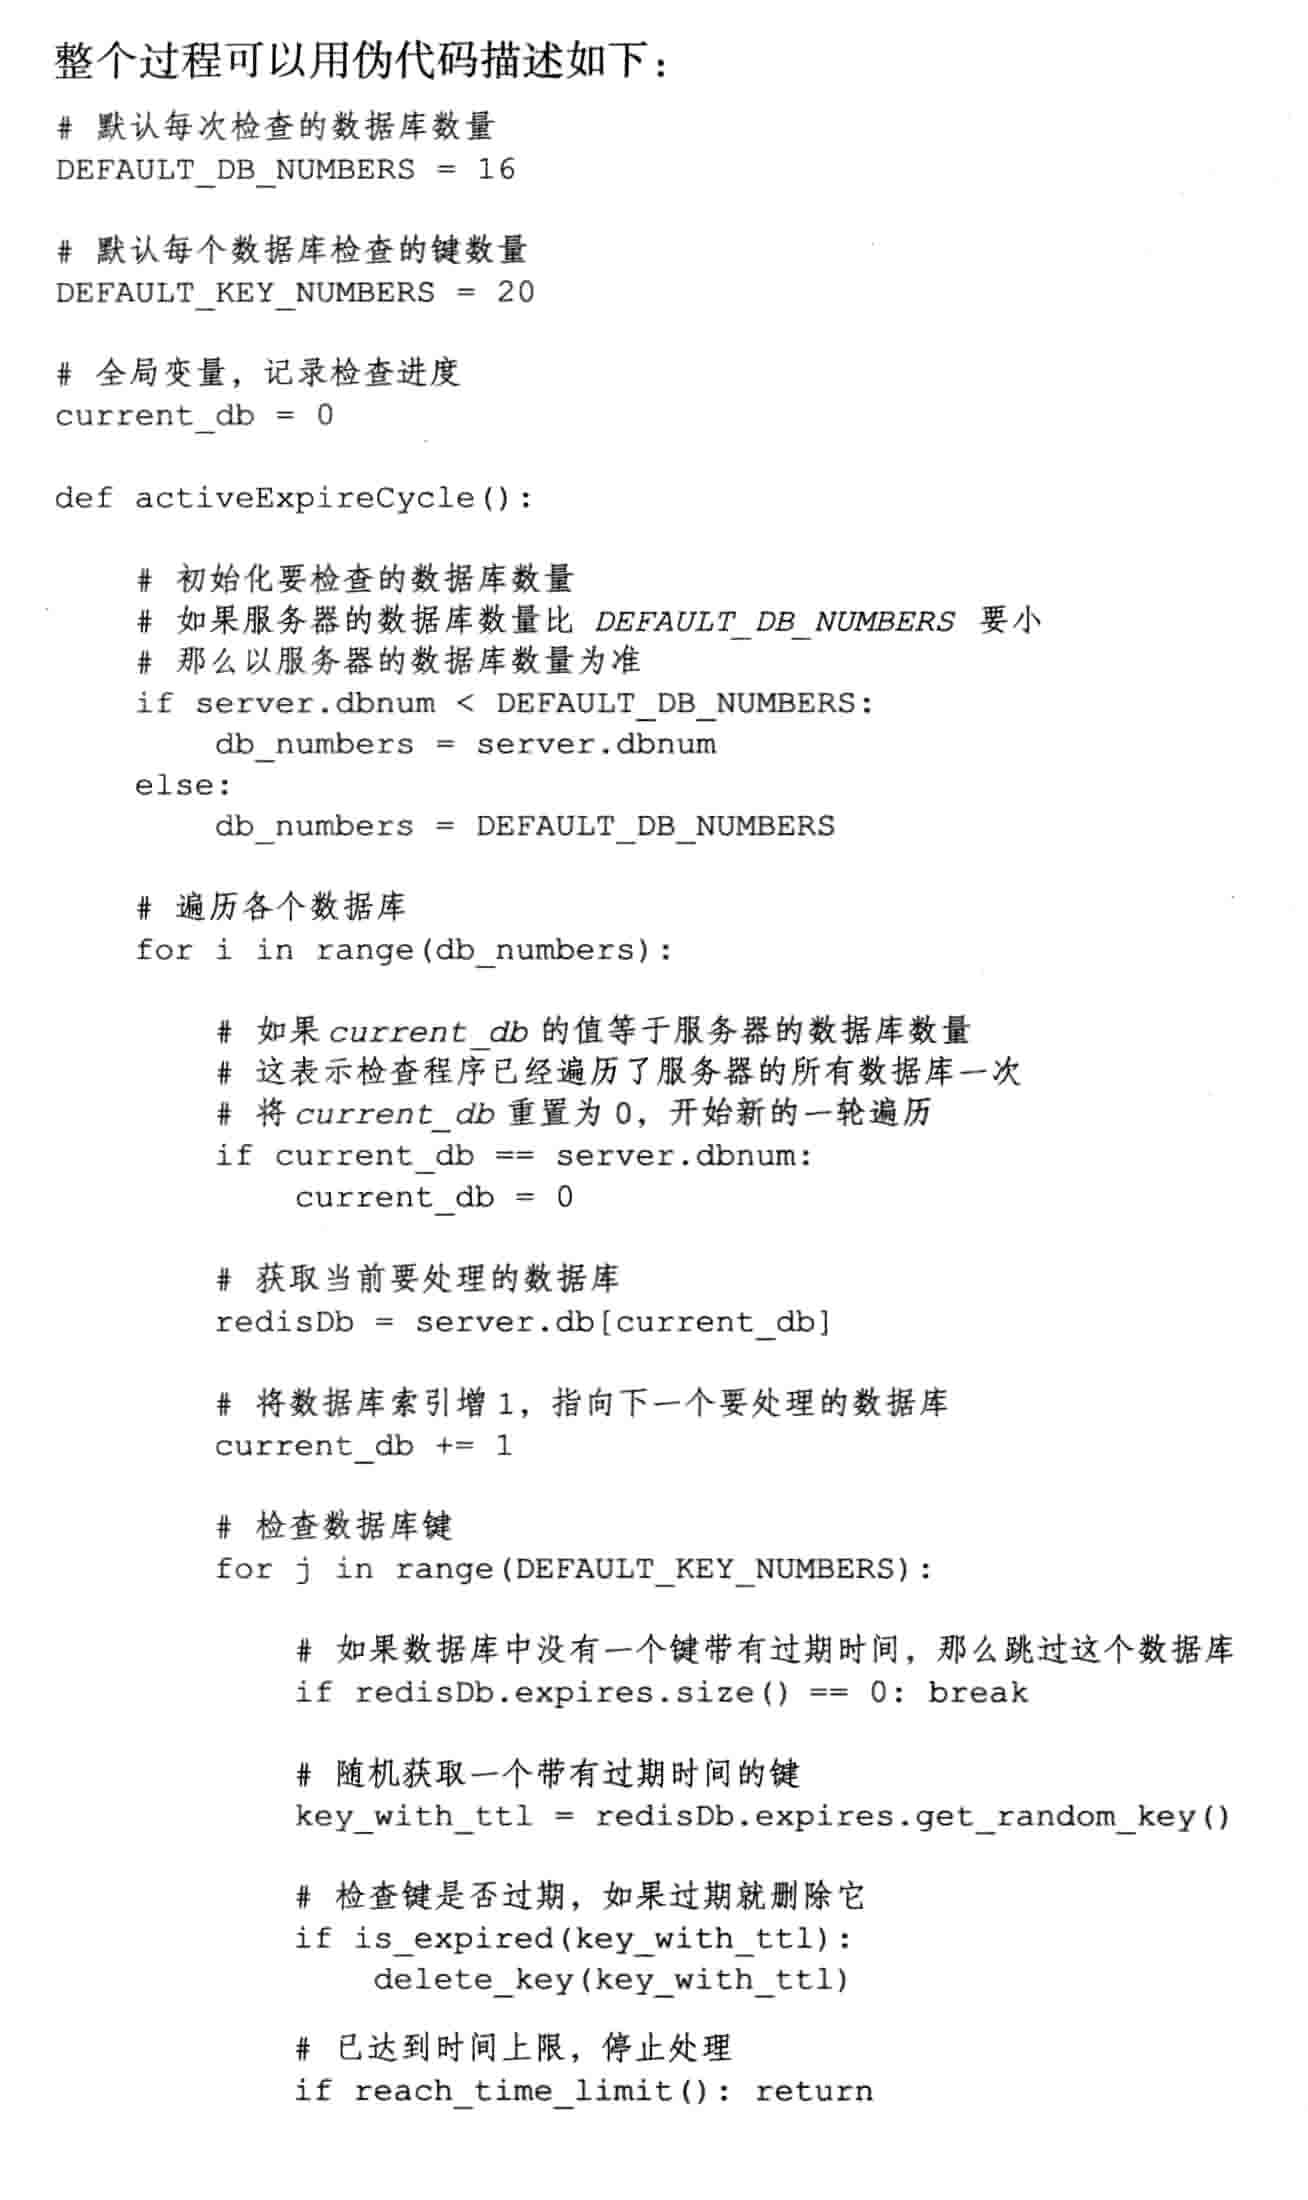 整个过程可以用伪代码描述如下：
# 默认每次检查的数据库数量
DEFAULT_DB_NUMBERS = 16
# 默认每个数据库检查的键数量
DEFAULT_KEY_NUMBERS = 20
# 全局变量，记录检查进度
current_db = 0
def activeExpireCycle():
# 初始化要检查的数据库数量
# 如果服务器的数据库数量比 DEFAULT_DB_NUMBERS 要小
# 那么以服务器的数据库数量为准
if server.dbnum < DEFAULT_DB_NUMBERS:
db_numbers = server.dbnum
else:
db_numbers = DEFAULT_DB_NUMBERS
# 遍历各个数据库
for i in range(db_numbers):
# 如果 current_db 的值等于服务器的数据库数量
# 这表示检查程序已经遍历了服务器的所有数据库一次
# 将 current_db 重置为 0，开始新的一轮遍历
if current_db == server.dbnum:
current_db = 0
# 获取当前要处理的数据库
redisDb = server.db[current_db]
# 将数据库索引增 1，指向下一个要处理的数据库
current_db += 1
# 检查数据库键
for j in range(DEFAULT_KEY_NUMBERS):
# 如果数据库中没有一个键带有过期时间，那么跳过这个数据库
if redisDb.expires.size() == 0: break
# 随机获取一个带有过期时间的键
key_with_ttl = redisDb.expires.get_random_key()
# 检查键是否过期，如果过期就删除它
if is_expired(key_with_ttl):
delete_key(key_with_ttl)
# 已达到时间上限，停止处理
if reach_time_limit(): return